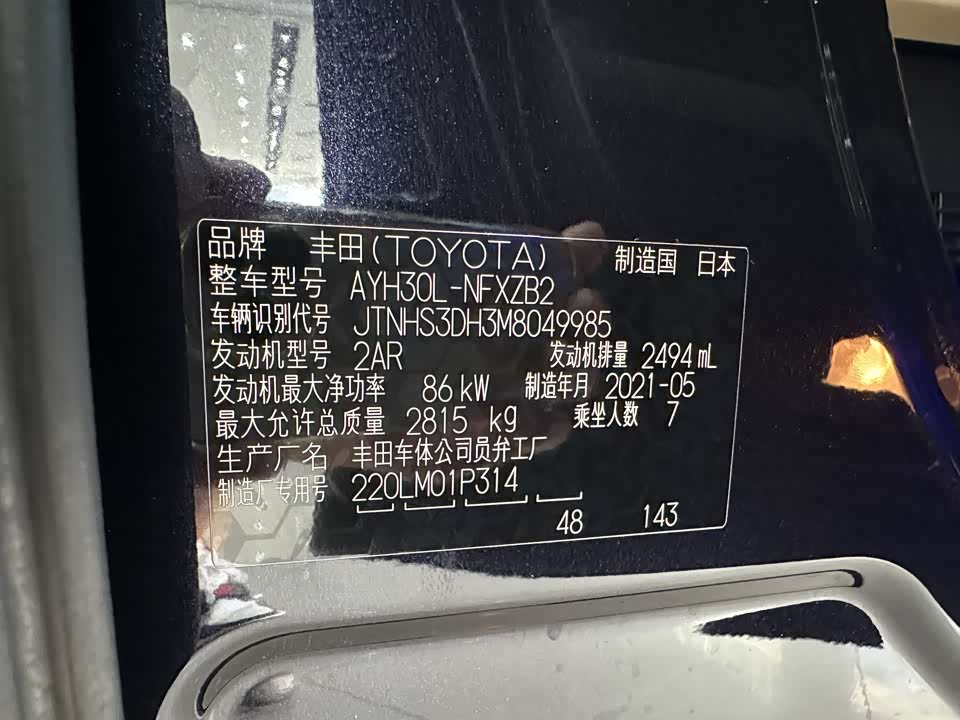 品牌 丰田(TOYOTA) 制造国 日本
整车型号 AYH30L-NFXZB2
车辆识别代号 JTNHS3DH3M8049985
发动机型号 2AR 发动机排量 2494 mL
发动机最大净功率 86 kW 制造年月 2021-05
最大允许总质量 2815 kg 乘坐人数 7
生产厂名 丰田车体公司员弁工厂
制造厂专用号 220LM01P314
48 143